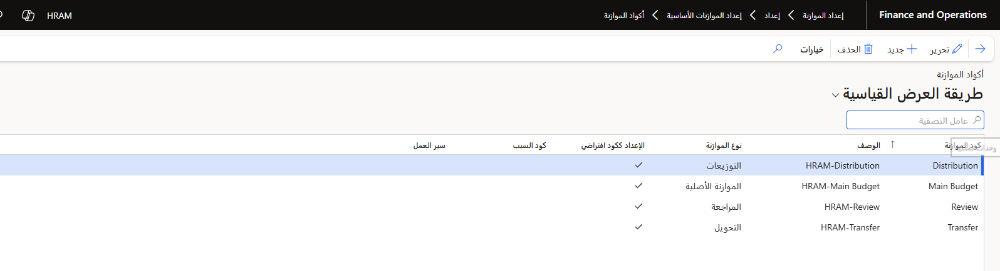 Finance and Operations
إعداد الموازنة
إعداد
إعداد الموازنات الأساسية
أكواد الموازنة
HRAM
تحرير
جديد
الحذف
خيارات
أكواد الموازنة
طريقة العرض القياسية
عامل التصفية
كود الموازنة الوصف نوع الموازنة الإعداد ككود افتراضي كود السبب سير العمل
Distribution HRAM-Distribution التوزيعات
Main Budget HRAM-Main Budget الموازنة الأصلية
Review HRAM-Review المراجعة
Transfer HRAM-Transfer التحويل